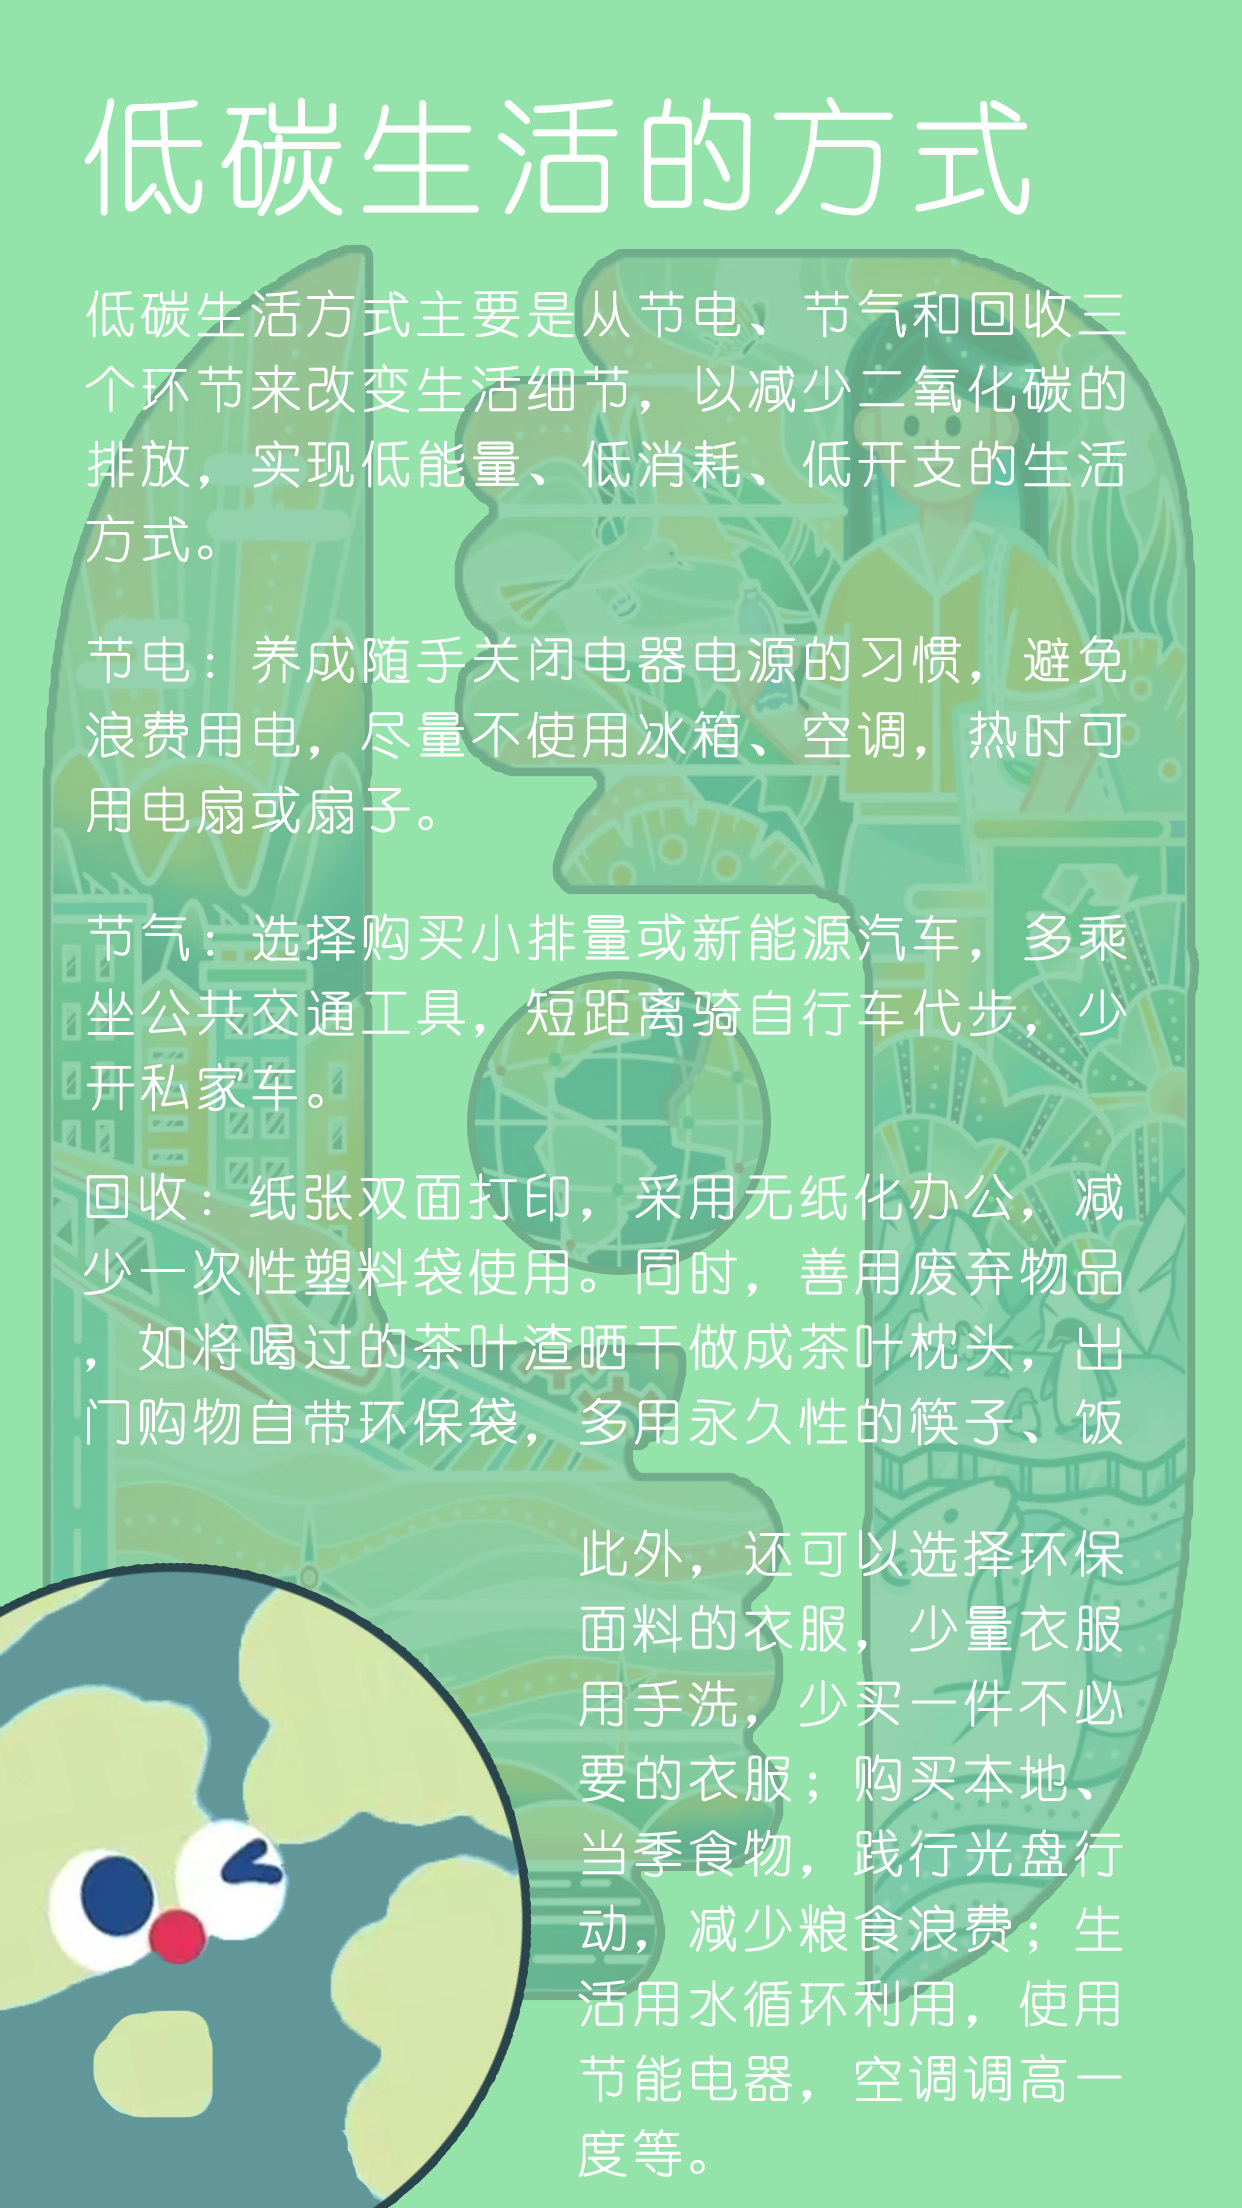 低碳生活的方式
低碳生活方式主要是从节电、节气和回收三
个环节来改变生活细节，以减少二氧化碳的
排放，实现低能量、低消耗、低开支的生活
方式。
节电：养成随手关闭电器电源的习惯，避免
浪费用电，尽量不使用冰箱、空调，热时可
用电扇或扇子。
节气：选择购买小排量或新能源汽车，多乘
坐公共交通工具，短距离骑自行车代步，少
开私家车。
回收：纸张双面打印，采用无纸化办公，减
少一次性塑料袋使用。同时，善用废弃物品
，如将喝过的茶叶渣晒干做成茶叶枕头，出
门购物自带环保袋，多用永久性的筷子、饭
此外，还可以选择环保
面料的衣服，少量衣服
用手洗，少买一件不必
要的衣服；购买本地、
当季食物，践行光盘行
动，减少粮食浪费；生
活用水循环利用，使用
节能电器，空调调高一
度等。